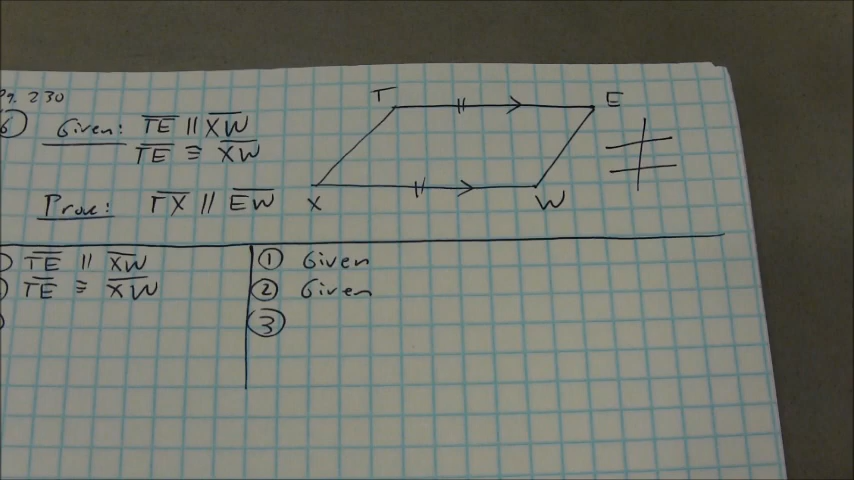 Pg. 230
6 Given: TE || XW
TE ≅ XW
Prove: TX || EW
T E
X W
TE || XW ① Given
TE ≅ XW ② Given
③